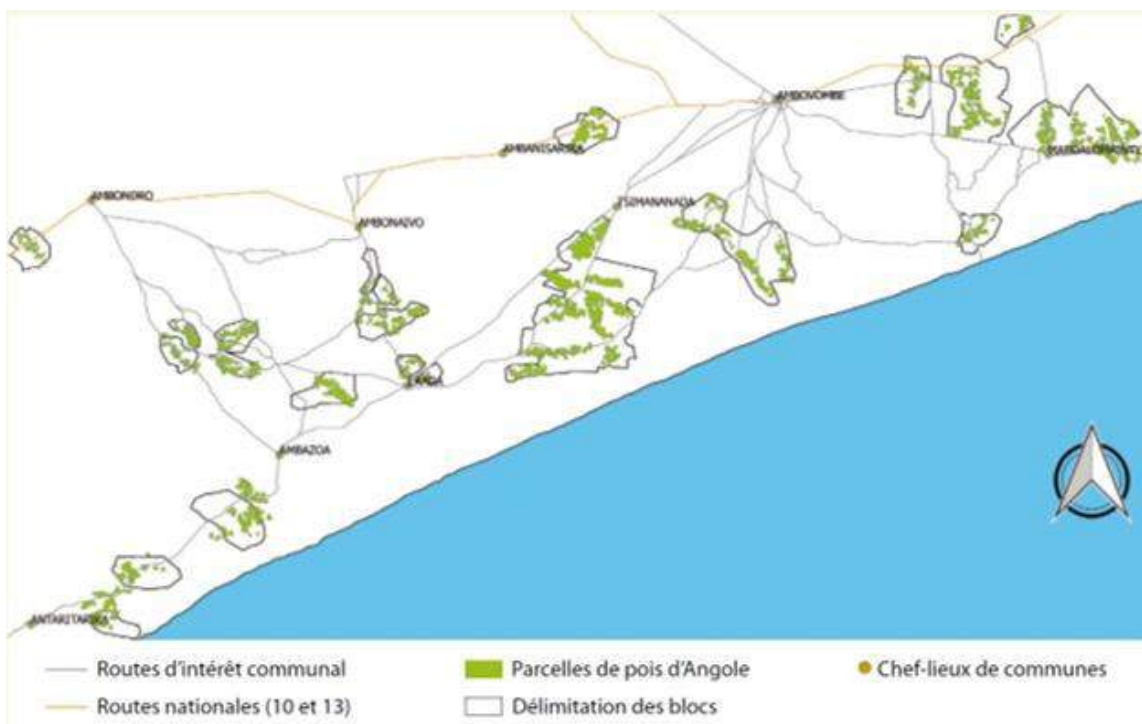 AMBOVOMBE
AMBANISARIKA
AMBONDRO
TSIMANANADA
AMBONAIVO
AMBAZOA
ANTARITARIKA
Routes d'intérêt communal
Parcelles de pois d'Angole
Chef-lieux de communes
Routes nationales (10 et 13)
Délimitation des blocs